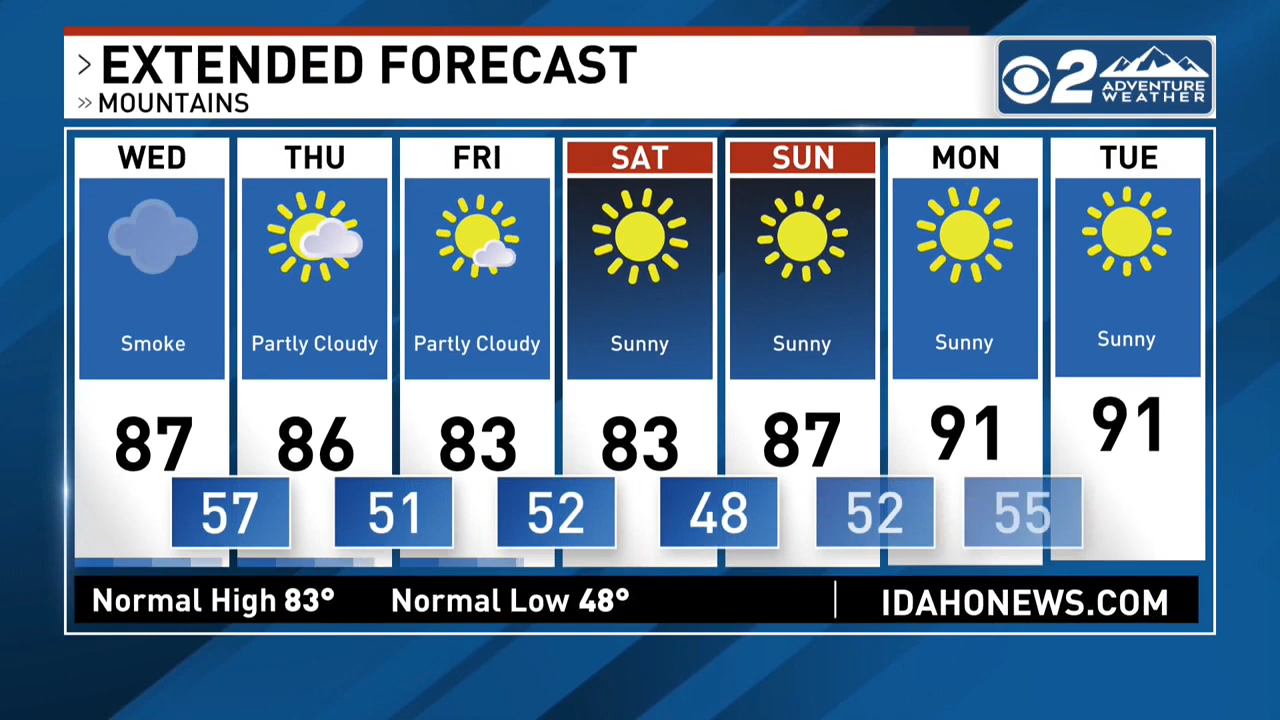 > EXTENDED FORECAST
» MOUNTAINS
2 ADVENTURE
WEATHER
WED THU FRI SAT SUN MON TUE
Smoke Partly Cloudy Partly Cloudy Sunny Sunny Sunny Sunny
87 86 83 83 87 91 91
57 51 52 48 52 55
Normal High 83° Normal Low 48° IDAHONEWS.COM